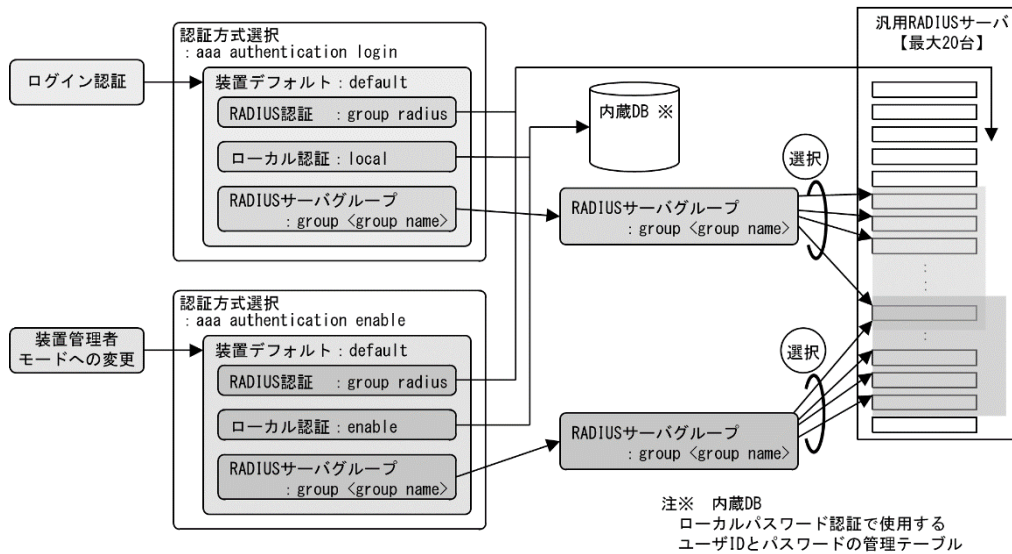 認証方式選択
: aaa authentication login
ログイン認証
装置デフォルト : default
RADIUS認証 : group radius
ローカル認証 : local
RADIUSサーバグループ
: group <group name>
内蔵DB ※
RADIUSサーバグループ
: group <group name>
選択
汎用RADIUSサーバ
【最大20台】
:
:
:
認証方式選択
: aaa authentication enable
装置管理者
モードへの変更
装置デフォルト : default
RADIUS認証 : group radius
ローカル認証 : enable
RADIUSサーバグループ
: group <group name>
RADIUSサーバグループ
: group <group name>
選択
注※ 内蔵DB
ローカルパスワード認証で使用する
ユーザIDとパスワードの管理テーブル